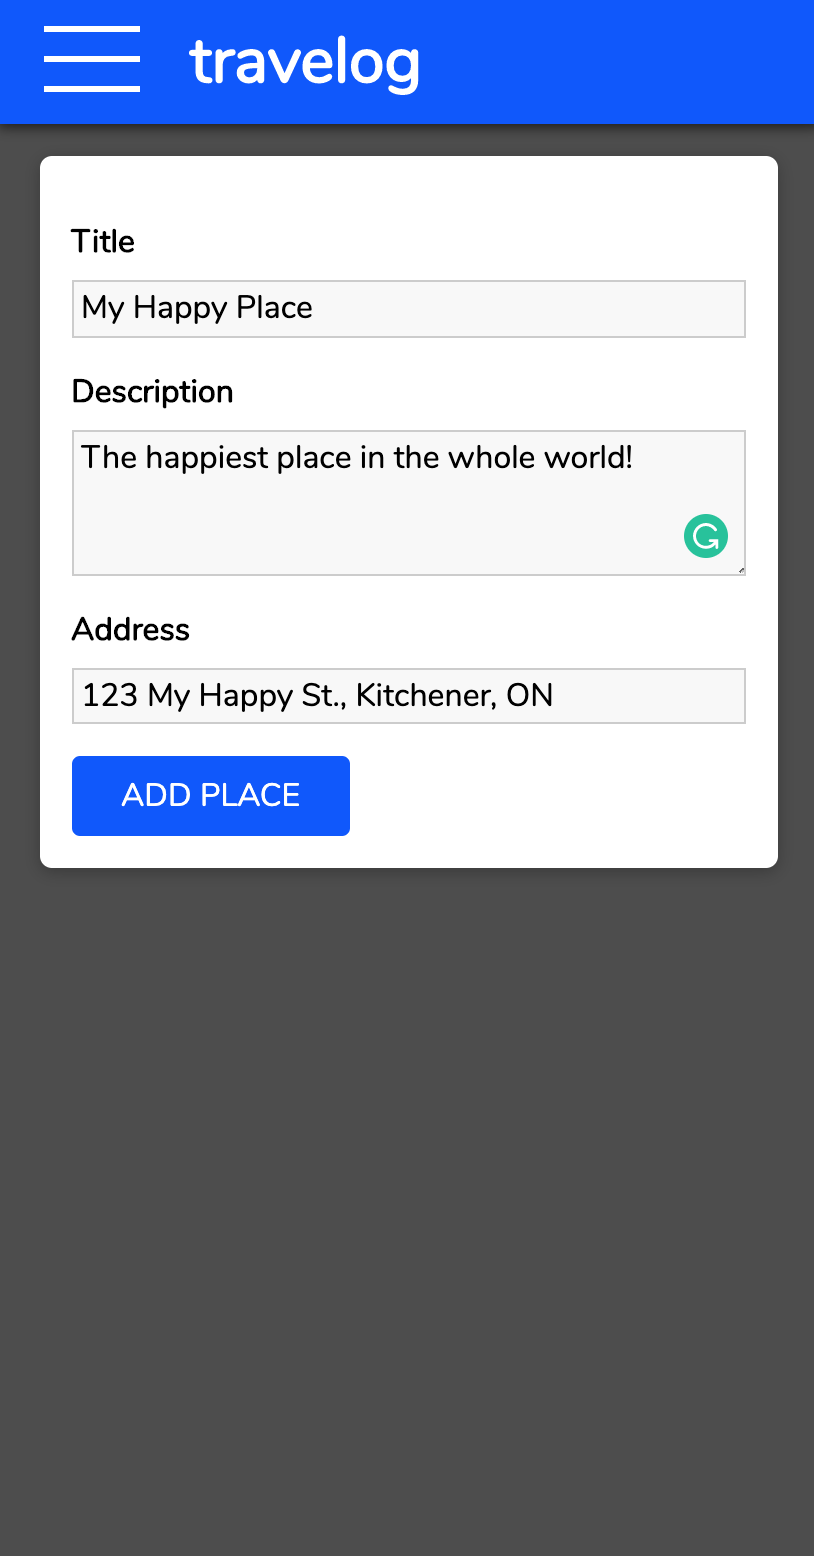 travelog
Title
My Happy Place
Description
The happiest place in the whole world!
Address
123 My Happy St., Kitchener, ON
ADD PLACE